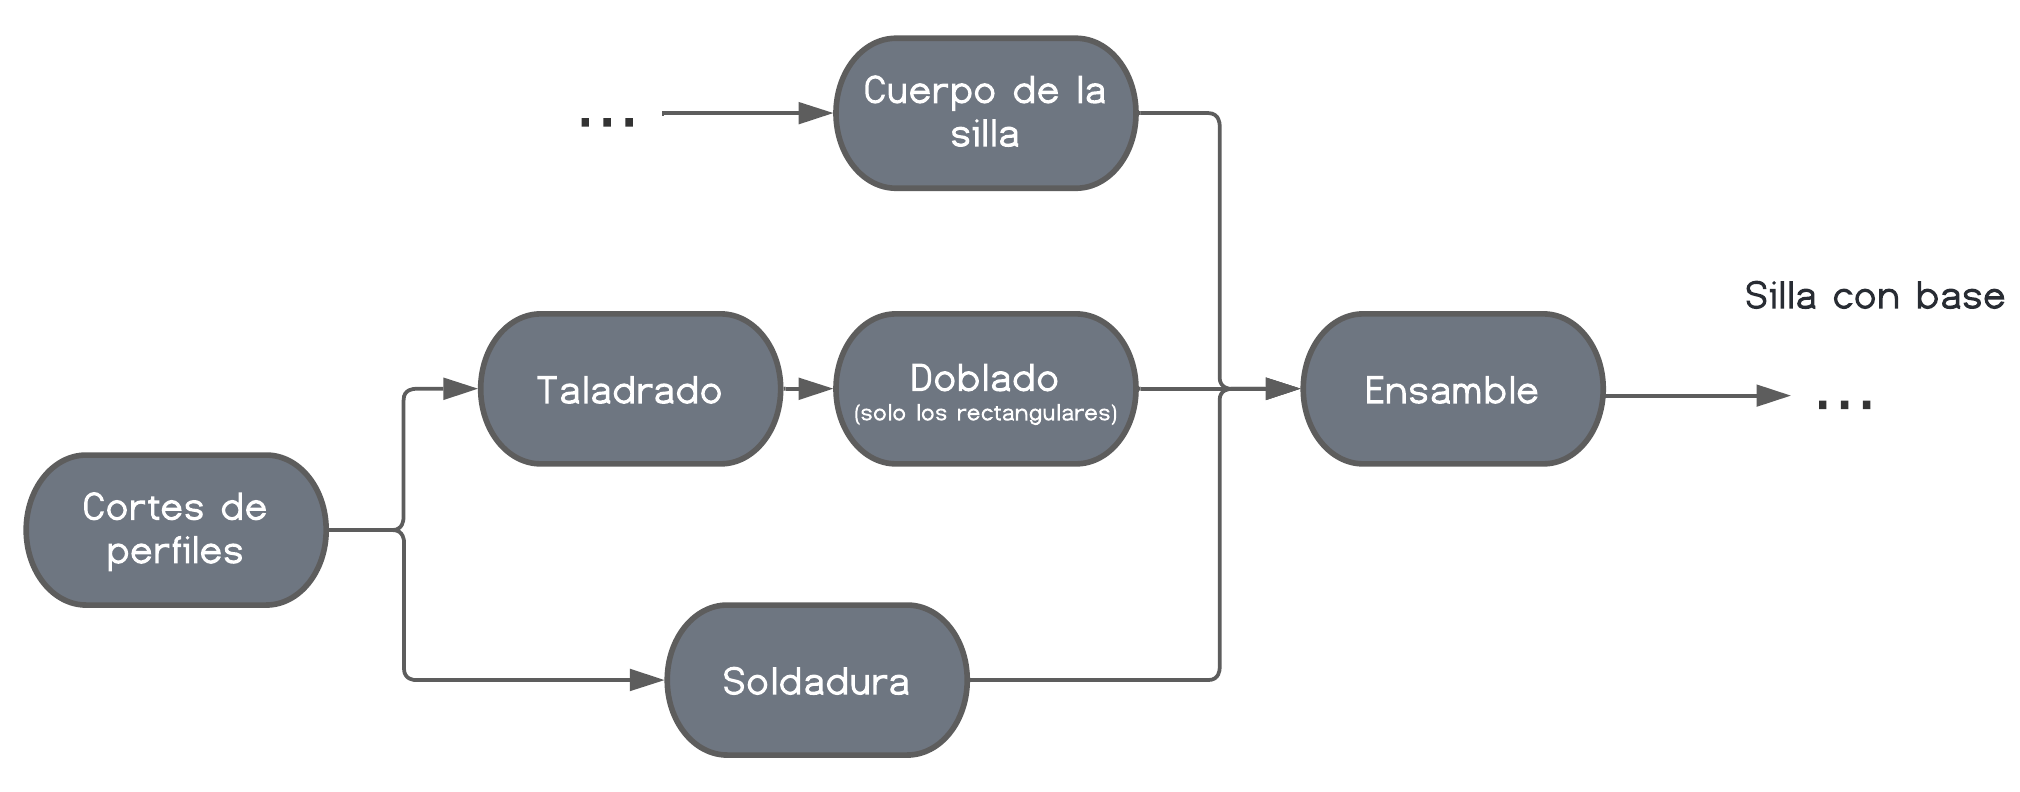 Cuerpo de la
silla
...
Silla con base
Taladrado
Doblado
(solo los rectangulares)
Ensamble
...
Cortes de
perfiles
Soldadura